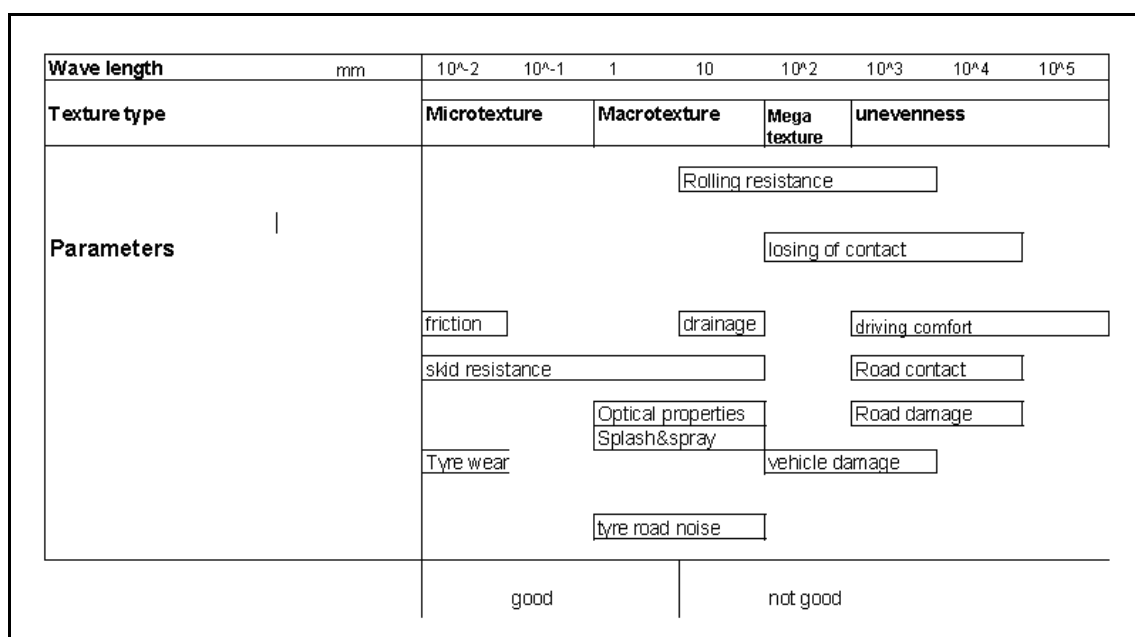 Wave length mm 10^-2 10^-1 1 10 10^2 10^3 10^4 10^5
Texture type Microtexture Macrotexture Mega texture unevenness
Rolling resistance
Parameters losing of contact
friction drainage driving comfort
skid resistance Road contact
Optical properties Road damage
Splash&spray
Tyre wear vehicle damage
tyre road noise
good not good